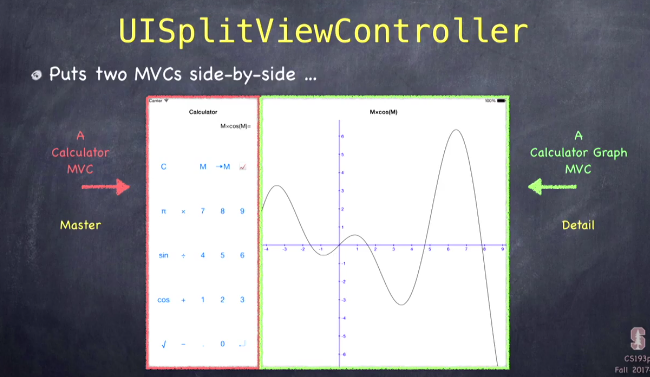 UISplitViewController
Puts two MVCs side-by-side ...
A
Calculator
MVC
Master
Carrier
Calculator
M×cos(M)=
C M →M
π × 7 8 9
sin ÷ 4 5 6
cos + 1 2 3
√ − . 0
100%
M×cos(M)
6
5
4
3
2
1
-4 -3 -2 -1 1 2 3 4 5 6 7 8 9
-1
-2
-3
-4
-5
-6
A
Calculator Graph
MVC
Detail
CS193p
Fall 2017